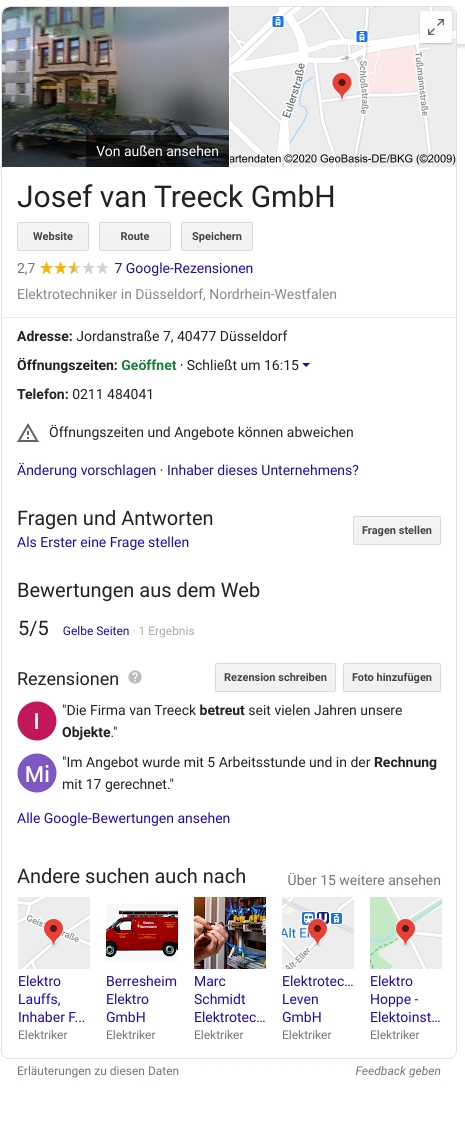 Eulerstraße
Schloßstraße
Tußmannstraße
Von außen ansehen
artendaten ©2020 GeoBasis-DE/BKG (©2009)
Josef van Treeck GmbH
Website Route Speichern
2,7 7 Google-Rezensionen
Elektrotechniker in Düsseldorf, Nordrhein-Westfalen
Adresse: Jordanstraße 7, 40477 Düsseldorf
Öffnungszeiten: Geöffnet · Schließt um 16:15
Telefon: 0211 484041
Öffnungszeiten und Angebote können abweichen
Änderung vorschlagen · Inhaber dieses Unternehmens?
Fragen und Antworten
Fragen stellen
Als Erster eine Frage stellen
Bewertungen aus dem Web
5/5 Gelbe Seiten · 1 Ergebnis
Rezensionen ? Rezension schreiben Foto hinzufügen
I
"Die Firma van Treeck betreut seit vielen Jahren unsere
Objekte."
Mi
"Im Angebot wurde mit 5 Arbeitsstunde und in der Rechnung
mit 17 gerechnet."
Alle Google-Bewertungen ansehen
Andere suchen auch nach
Über 15 weitere ansehen
Alt El
Alt-Eller
Elektro
Lauffs,
Inhaber F...
Elektriker
Berresheim
Elektro
GmbH
Elektriker
Marc
Schmidt
Elektrotec...
Elektriker
Elektrotec...
Leven
GmbH
Elektriker
Elektro
Hoppe -
Elektoinst...
Elektriker
Erläuterungen zu diesen Daten
Feedback geben